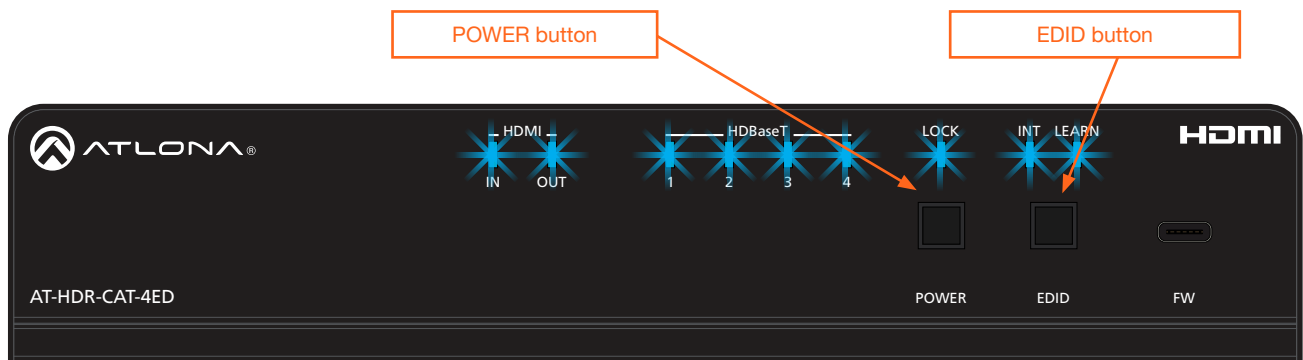 POWER button
EDID button
ATLONA®
HDMI
HDBaseT
LOCK
INT LEARN
HDMI
IN OUT
1 2 3 4
AT-HDR-CAT-4ED
POWER
EDID
FW